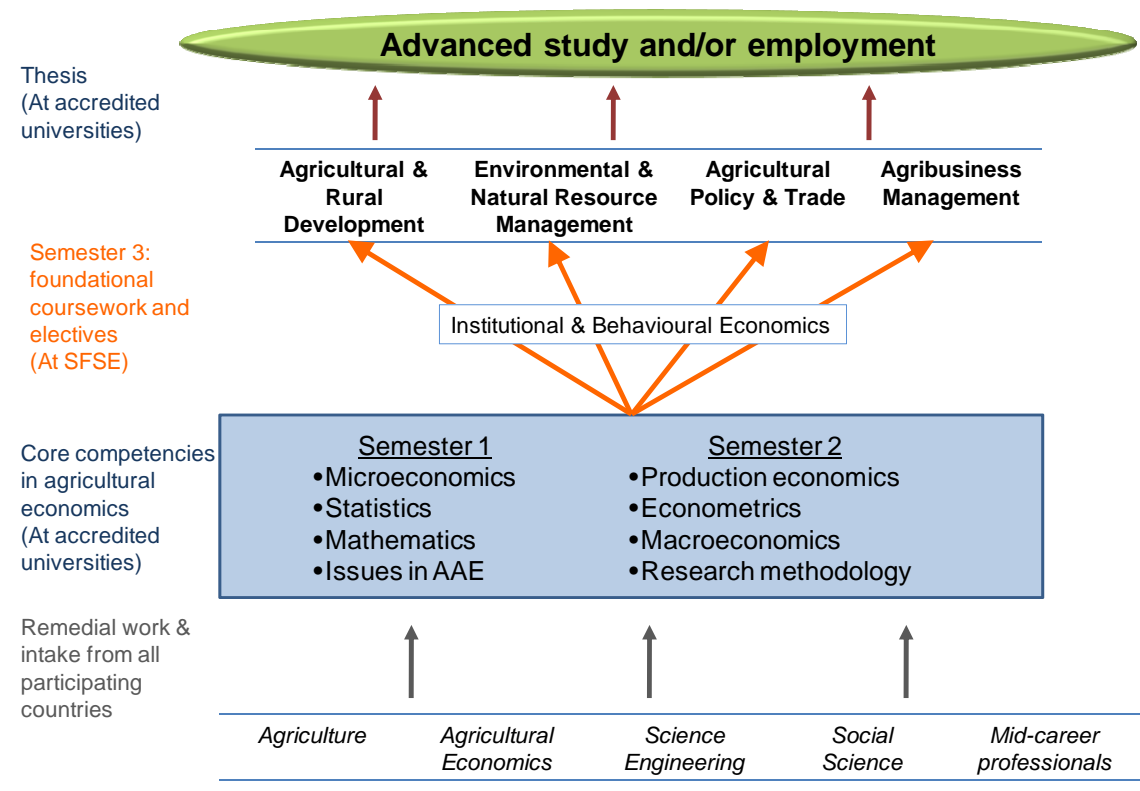 Advanced study and/or employment
Thesis
(At accredited
universities)
Agricultural &
Rural
Development
Environmental &
Natural Resource
Management
Agricultural
Policy & Trade
Agribusiness
Management
Semester 3:
foundational
coursework and
electives
(At SFSE)
Institutional & Behavioural Economics
Core competencies
in agricultural
economics
(At accredited
universities)
Semester 1
•Microeconomics
•Statistics
•Mathematics
•Issues in AAE
Semester 2
•Production economics
•Econometrics
•Macroeconomics
•Research methodology
Remedial work &
intake from all
participating
countries
Agriculture
Agricultural
Economics
Science
Engineering
Social
Science
Mid-career
professionals